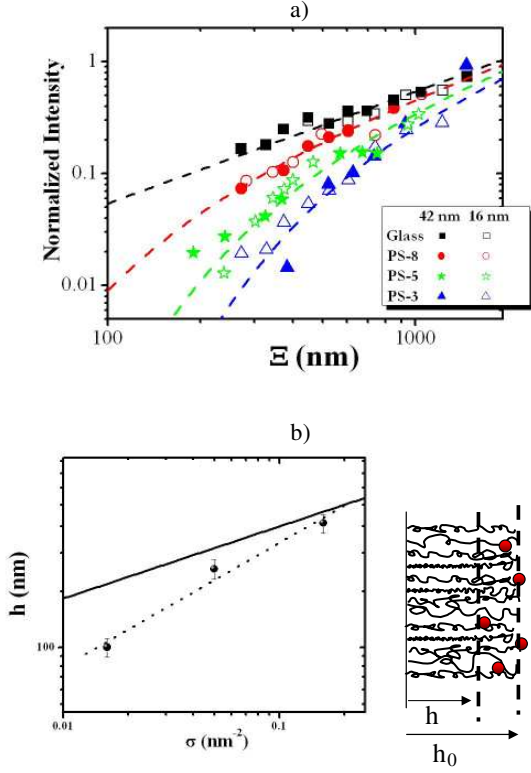 a)
Normalized Intensity
1
0.1
0.01
42 nm 16 nm
Glass
PS-8
PS-5
PS-3
100
1000
Ξ (nm)
b)
h (nm)
100
0.01
0.1
σ (nm⁻²)
h
h₀